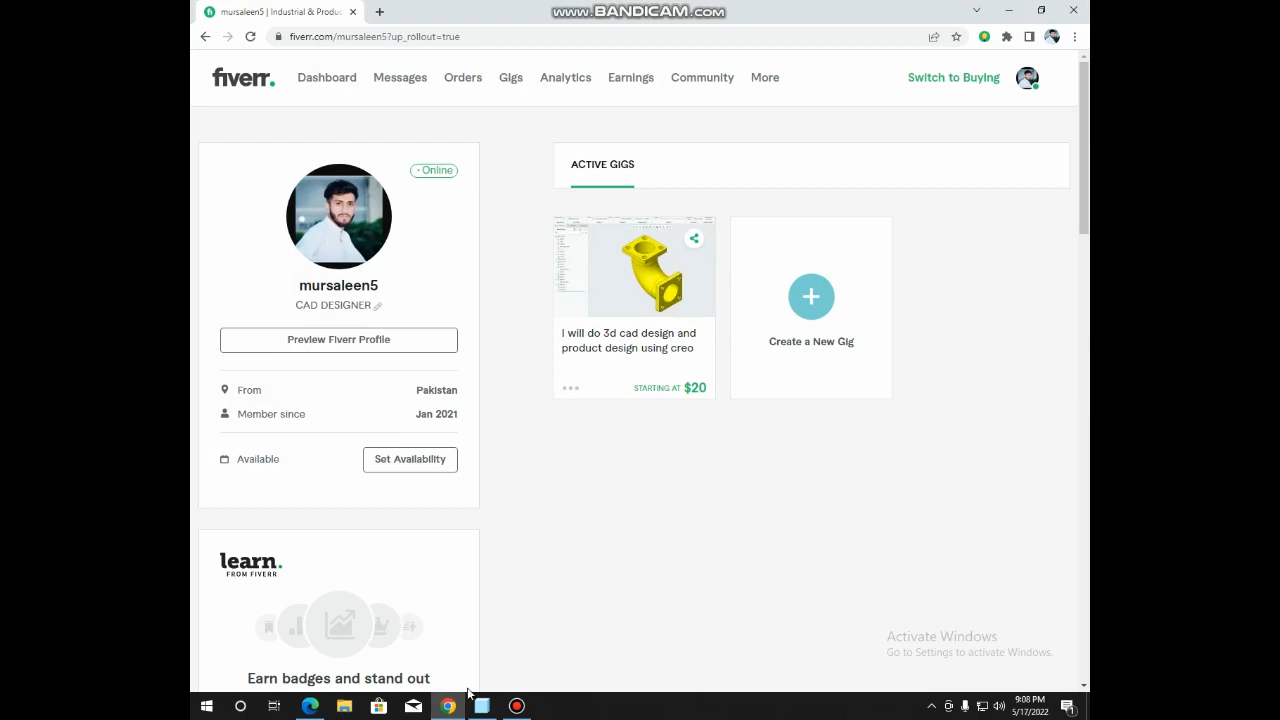 mursaleen5 | Industrial & Produc
www.BANDICAM.com
fiverr.com/mursaleen5?up_rollout=true
fiverr.
Dashboard Messages Orders Gigs Analytics Earnings Community More
Switch to Buying
Online
mursaleen5
CAD DESIGNER
Preview Fiverr Profile
From Pakistan
Member since Jan 2021
Available Set Availability
learn.
FROM FIVERR
Earn badges and stand out
ACTIVE GIGS
I will do 3d cad design and
product design using creo
STARTING AT $20
Create a New Gig
Activate Windows
Go to Settings to activate Windows.
9:08 PM
5/17/2022
1